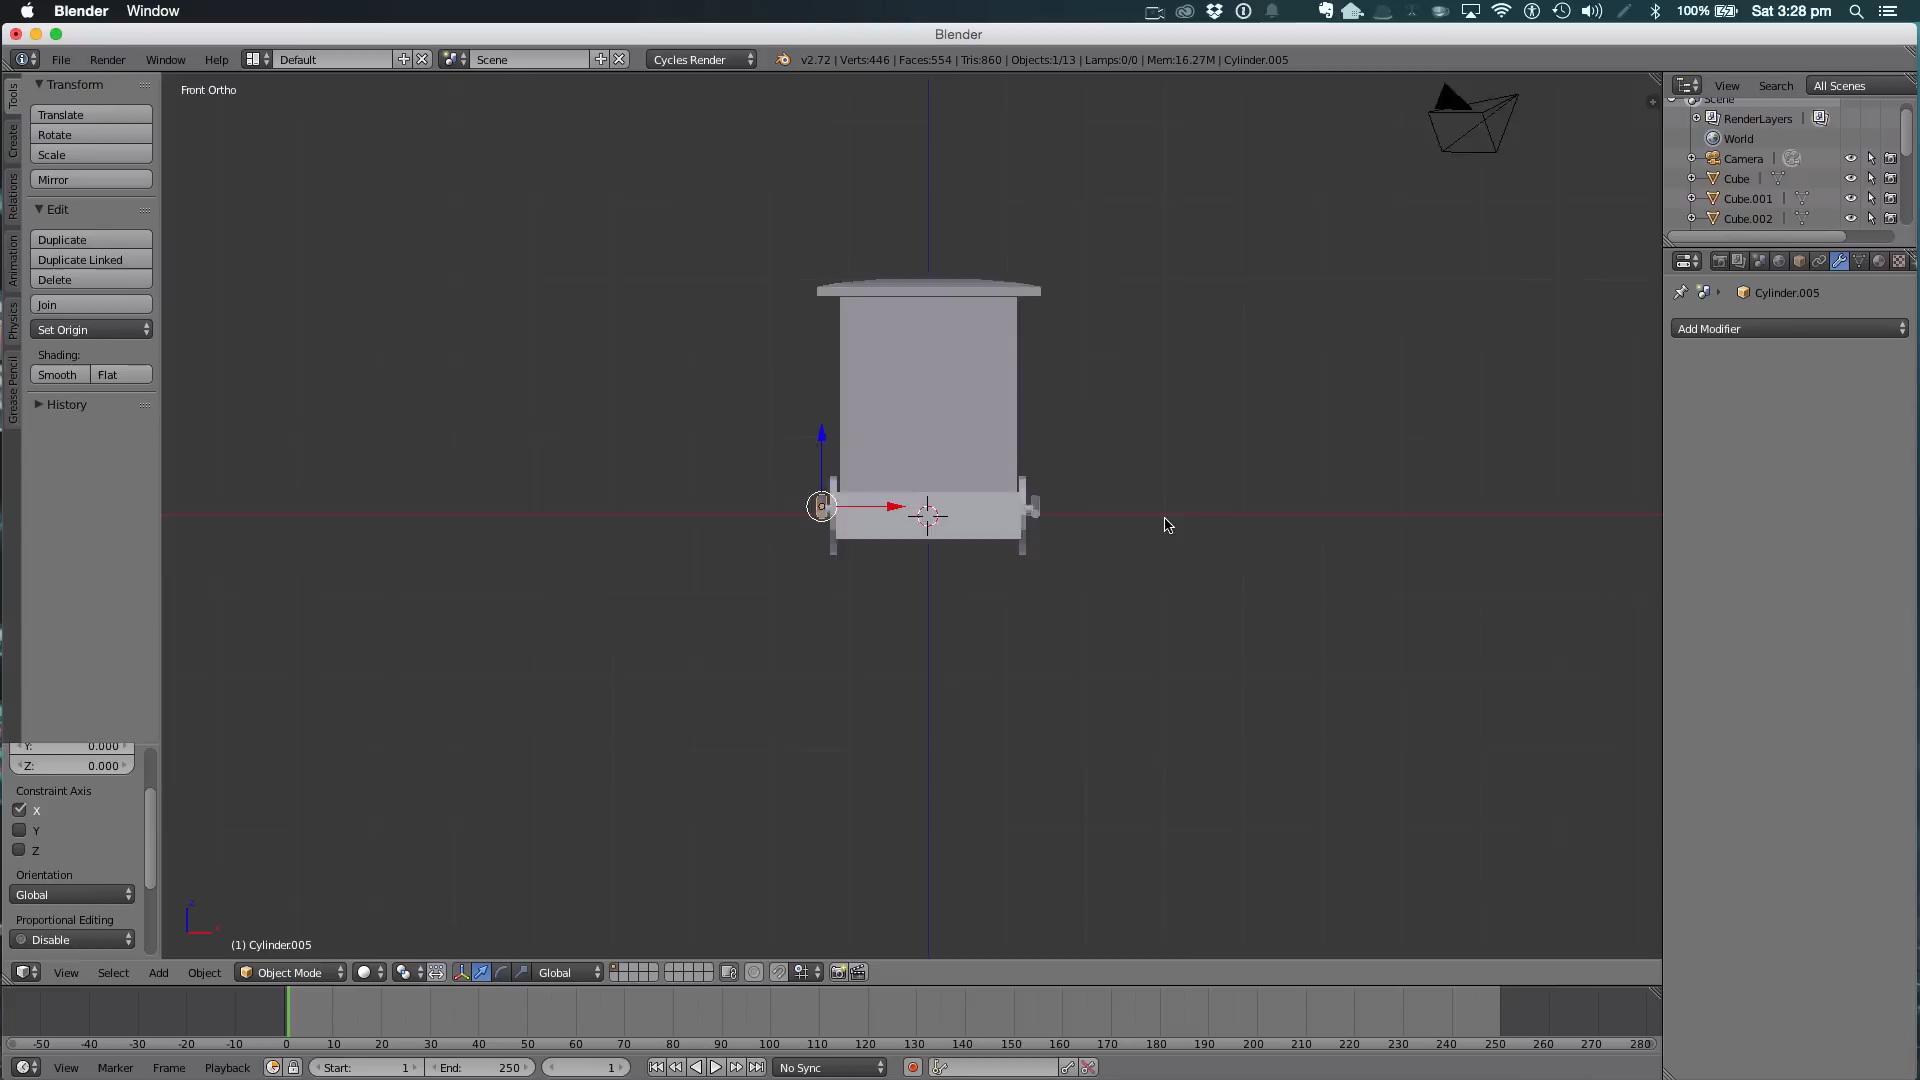 Blender Window
100% Sat 3:28 pm
Blender
File Render Window Help Default Scene Cycles Render v2.72 | Verts:446 | Faces:554 | Tris:860 | Objects:1/13 | Lamps:0/0 | Mem:16.27M | Cylinder.005
Tools
Create
Relations
Animation
Physics
Grease Pencil
Transform
Translate
Rotate
Scale
Mirror
Edit
Duplicate
Duplicate Linked
Delete
Join
Set Origin
Shading:
Smooth Flat
History
Y: 0.000
Z: 0.000
Constraint Axis
X
Y
Z
Orientation
Global
Proportional Editing
Disable
Front Ortho
(1) Cylinder.005
View Search All Scenes
Scene
RenderLayers |
World
Camera |
Cube |
Cube.001 |
Cube.002 |
Cylinder.005
Add Modifier
View Select Add Object Object Mode Global
-50 -40 -30 -20 -10 0 10 20 30 40 50 60 70 80 90 100 110 120 130 140 150 160 170 180 190 200 210 220 230 240 250 260 270 280
View Marker Frame Playback Start: 1 End: 250 1 No Sync